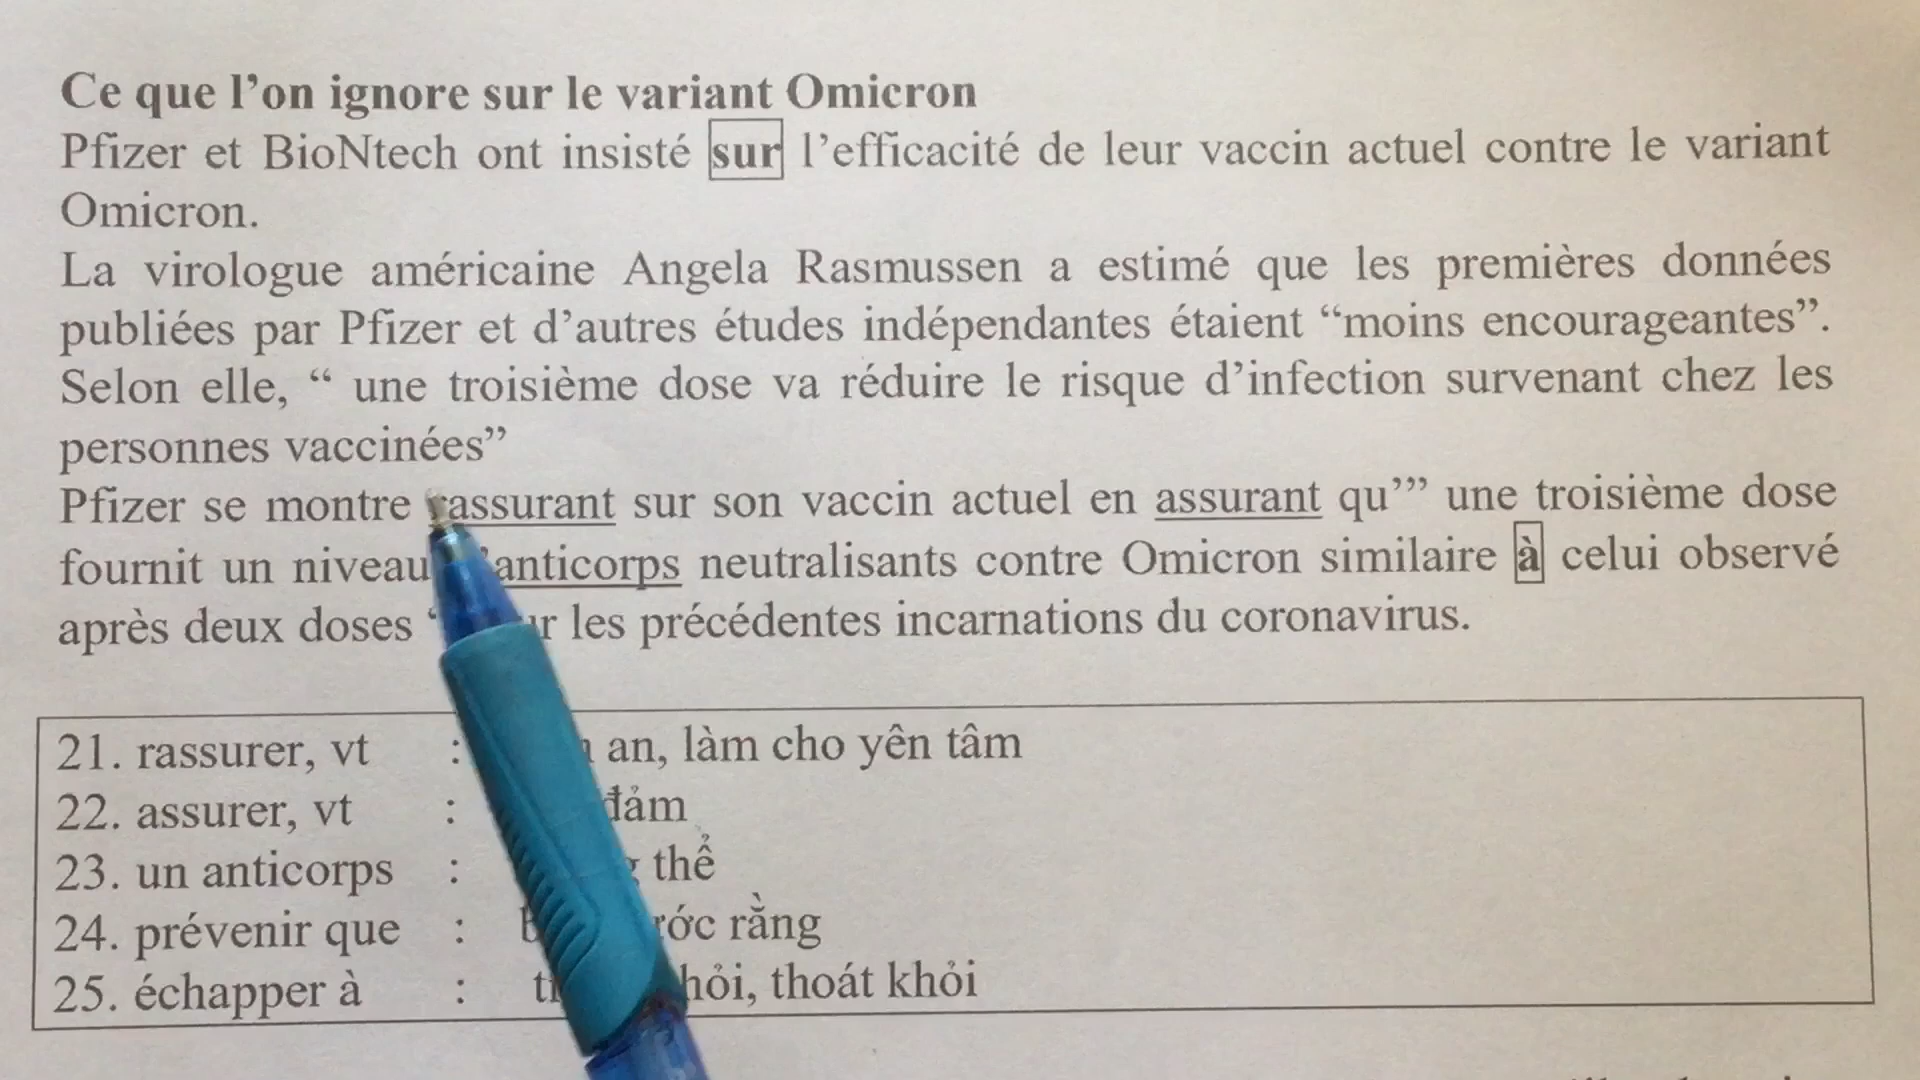 Ce que l’on ignore sur le variant Omicron
Pfizer et BioNtech ont insisté sur l’efficacité de leur vaccin actuel contre le variant
Omicron.
La virologue américaine Angela Rasmussen a estimé que les premières données
publiées par Pfizer et d’autres études indépendantes étaient “moins encourageantes”.
Selon elle, “ une troisième dose va réduire le risque d’infection survenant chez les
personnes vaccinées”
Pfizer se montre rassurant sur son vaccin actuel en assurant qu’” une troisième dose
fournit un niveau anticorps neutralisants contre Omicron similaire à celui observé
après deux doses les précédentes incarnations du coronavirus.
21. rassurer, vt : an, làm cho yên tâm
22. assurer, vt : đảm
23. un anticorps : thể
24. prévenir que : rằng
25. échapper à : thoát khỏi